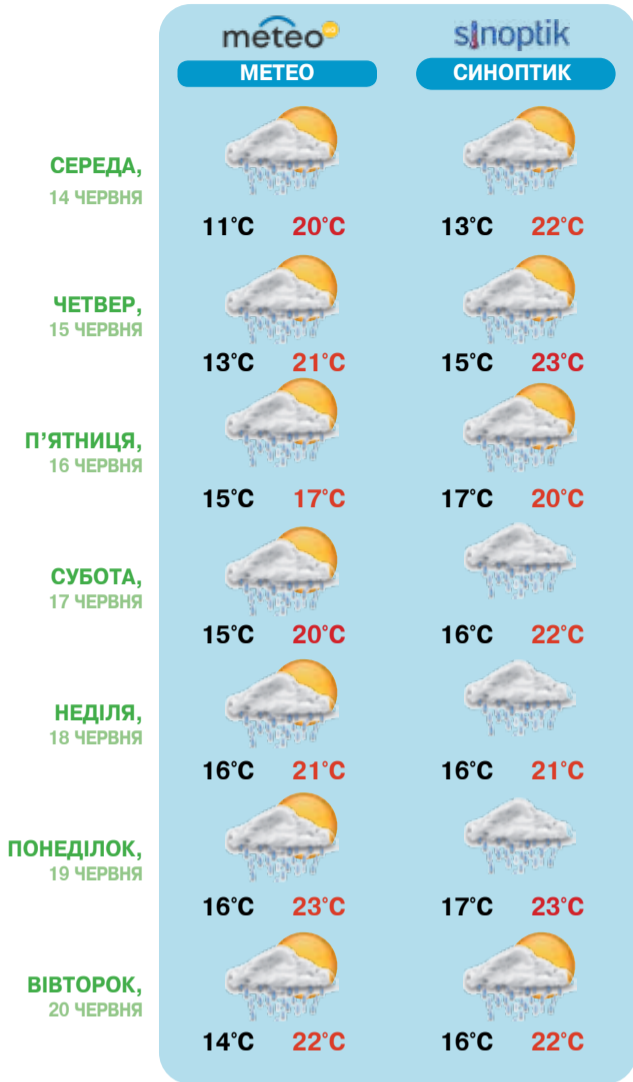 meteo ua
sinoptik
МЕТЕО
СИНОПТИК
СЕРЕДА,
14 ЧЕРВНЯ
11°C 20°C 13°C 22°C
ЧЕТВЕР,
15 ЧЕРВНЯ
13°C 21°C 15°C 23°C
П’ЯТНИЦЯ,
16 ЧЕРВНЯ
15°C 17°C 17°C 20°C
СУБОТА,
17 ЧЕРВНЯ
15°C 20°C 16°C 22°C
НЕДІЛЯ,
18 ЧЕРВНЯ
16°C 21°C 16°C 21°C
ПОНЕДІЛОК,
19 ЧЕРВНЯ
16°C 23°C 17°C 23°C
ВІВТОРОК,
20 ЧЕРВНЯ
14°C 22°C 16°C 22°C